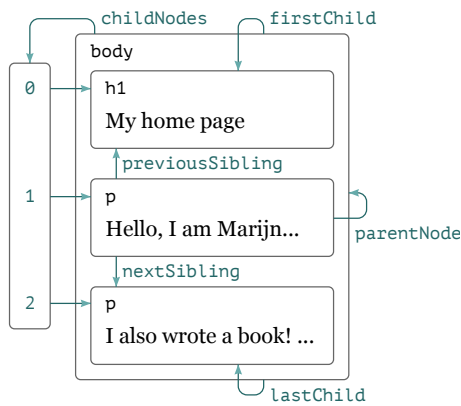 childNodes
firstChild
body
0
h1
My home page
previousSibling
1
p
Hello, I am Marijn...
parentNode
nextSibling
2
p
I also wrote a book! ...
lastChild